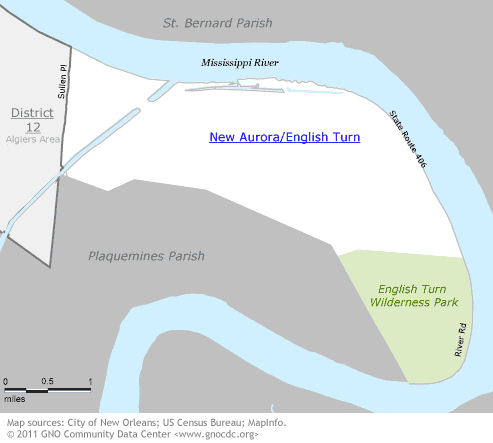 St. Bernard Parish
Mississippi River
Sullen Pl
District
12
Algiers Area
New Aurora/English Turn
State Route 406
Plaquemines Parish
English Turn
Wilderness Park
River Rd
0 0.5 1
miles
Map sources: City of New Orleans; US Census Bureau; MapInfo.
© 2011 GNO Community Data Center <www.gnocdc.org>